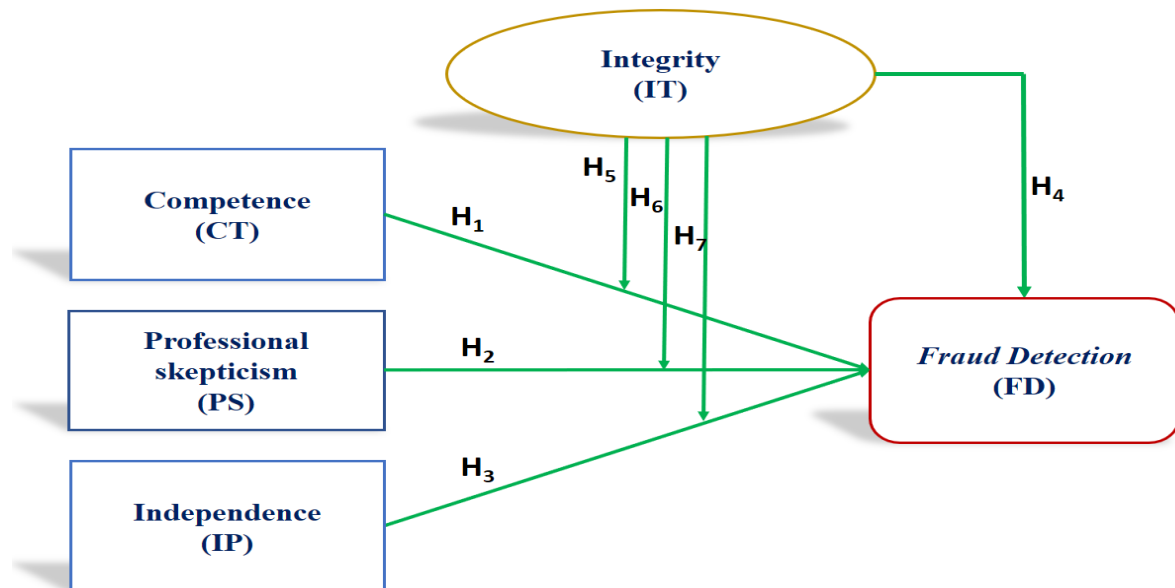 Integrity
(IT)
H5
H6
H7
H4
Competence
(CT)
H1
Professional
skepticism
(PS)
H2
Independence
(IP)
H3
Fraud Detection
(FD)